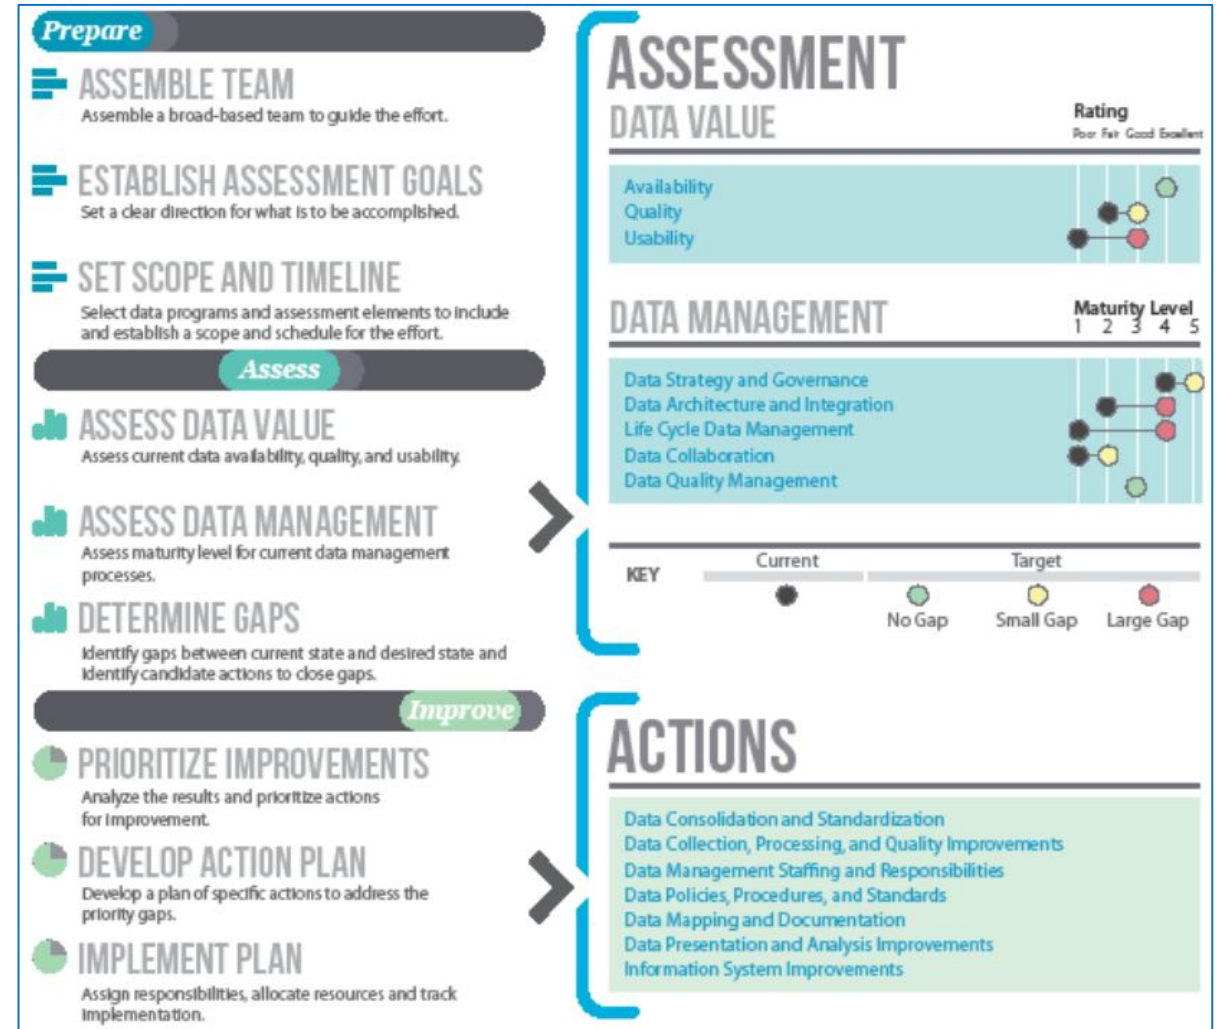 Prepare
ASSEMBLE TEAM
Assemble a broad-based team to guide the effort.
ESTABLISH ASSESSMENT GOALS
Set a clear direction for what is to be accomplished.
SET SCOPE AND TIMELINE
Select data programs and assessment elements to include
and establish a scope and schedule for the effort.
Assess
ASSESS DATA VALUE
Assess current data availability, quality, and usability.
ASSESS DATA MANAGEMENT
Assess maturity level for current data management
processes.
DETERMINE GAPS
Identify gaps between current state and desired state and
identify candidate actions to close gaps.
Improve
PRIORITIZE IMPROVEMENTS
Analyze the results and prioritize actions
for improvement.
DEVELOP ACTION PLAN
Develop a plan of specific actions to address the
priority gaps.
IMPLEMENT PLAN
Assign responsibilities, allocate resources and track
implementation.
ASSESSMENT
DATA VALUE
Rating
Poor Fair Good Excellent
Availability
Quality
Usability
DATA MANAGEMENT
Maturity Level
1 2 3 4 5
Data Strategy and Governance
Data Architecture and Integration
Life Cycle Data Management
Data Collaboration
Data Quality Management
KEY
Current
Target
No Gap
Small Gap
Large Gap
ACTIONS
Data Consolidation and Standardization
Data Collection, Processing, and Quality Improvements
Data Management Staffing and Responsibilities
Data Policies, Procedures, and Standards
Data Mapping and Documentation
Data Presentation and Analysis Improvements
Information System Improvements